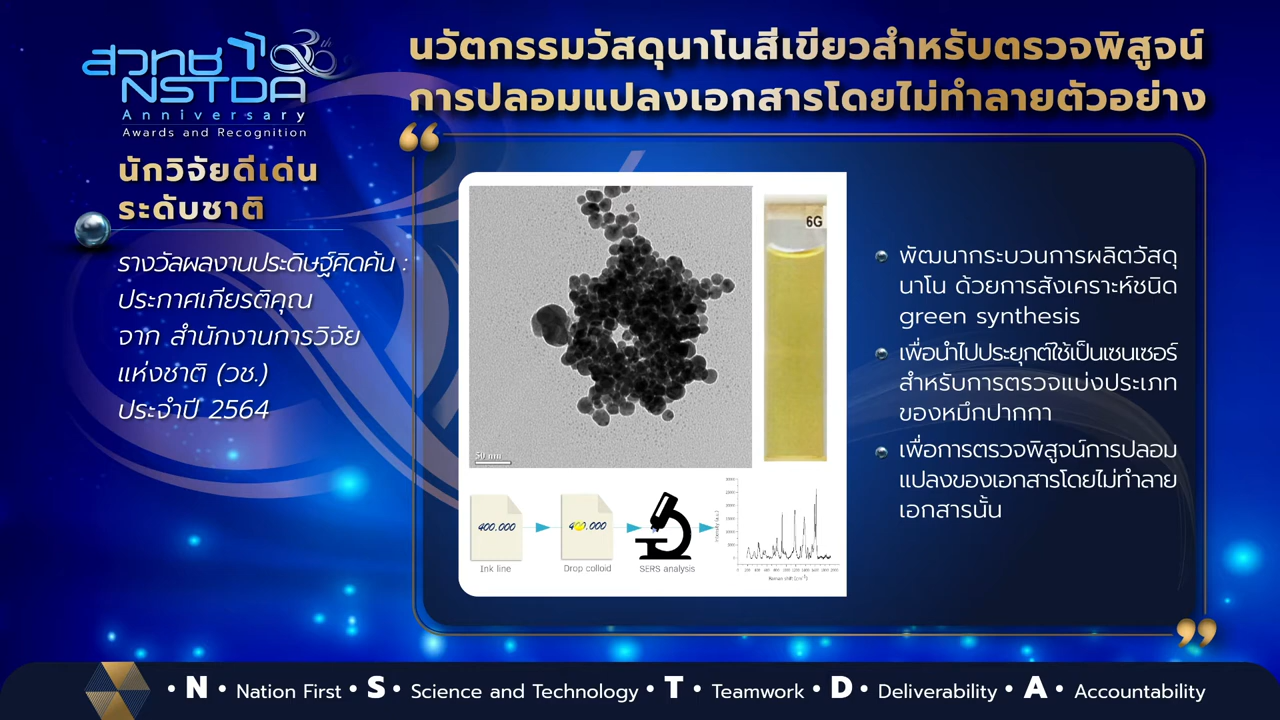 สวทช
NSTDA
30th
Anniversary
Awards and Recognition
นวัตกรรมวัสดุนาโนสีเขียวสำหรับตรวจพิสูจน์
การปลอมแปลงเอกสารโดยไม่ทำลายตัวอย่าง
นักวิจัยดีเด่น
ระดับชาติ
รางวัลผลงานประดิษฐ์คิดค้น :
ประกาศเกียรติคุณ
จาก สำนักงานการวิจัย
แห่งชาติ (วช.)
ประจำปี 2564
6G
50 nm
400.000
Ink line
Drop colloid
SERS analysis
Intensity (a.u.)
Raman shift (cm-1)
พัฒนากระบวนการผลิตวัสดุ
นาโน ด้วยการสังเคราะห์ชนิด
green synthesis
เพื่อนำไปประยุกต์ใช้เป็นเซนเซอร์
สำหรับการตรวจแบ่งประเภท
ของหมึกปากกา
เพื่อการตรวจพิสูจน์การปลอม
แปลงของเอกสารโดยไม่ทำลาย
เอกสารนั้น
• N • Nation First • S • Science and Technology • T • Teamwork • D • Deliverability • A • Accountability